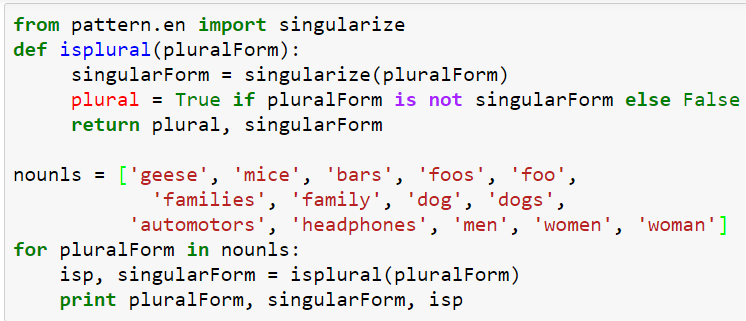 from pattern.en import singularize
def isplural(pluralForm):
     singularForm = singularize(pluralForm)
     plural = True if pluralForm is not singularForm else False
     return plural, singularForm

nounls = ['geese', 'mice', 'bars', 'foos', 'foo',
            'families', 'family', 'dog', 'dogs',
          'automotors', 'headphones', 'men', 'women', 'woman']
for pluralForm in nounls:
    isp, singularForm = isplural(pluralForm)
    print pluralForm, singularForm, isp